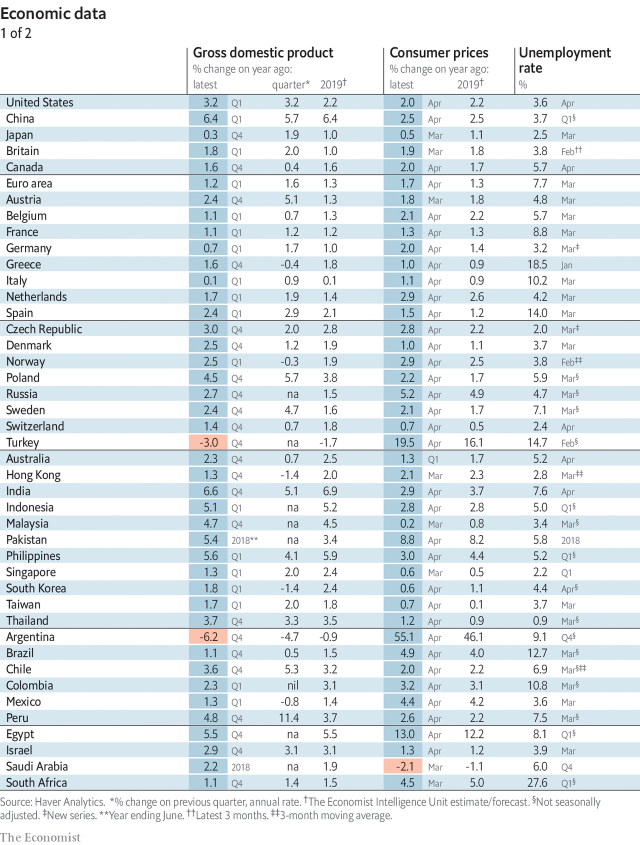 Economic data
1 of 2
Gross domestic product Consumer prices Unemployment
% change on year ago: % change on year ago: rate
latest quarter* 2019† latest 2019† %
United States 3.2 Q1 3.2 2.2 2.0 Apr 2.2 3.6 Apr
China 6.4 Q1 5.7 6.4 2.5 Apr 2.5 3.7 Q1§
Japan 0.3 Q4 1.9 1.0 0.5 Mar 1.1 2.5 Mar
Britain 1.8 Q1 2.0 1.0 1.9 Mar 1.8 3.8 Feb††
Canada 1.6 Q4 0.4 1.6 2.0 Apr 1.7 5.7 Apr
Euro area 1.2 Q1 1.6 1.3 1.7 Apr 1.3 7.7 Mar
Austria 2.4 Q4 5.1 1.3 1.8 Mar 1.8 4.8 Mar
Belgium 1.1 Q1 0.7 1.3 2.1 Apr 2.2 5.7 Mar
France 1.1 Q1 1.2 1.2 1.3 Apr 1.3 8.8 Mar
Germany 0.7 Q1 1.7 1.0 2.0 Apr 1.4 3.2 Mar‡
Greece 1.6 Q4 -0.4 1.8 1.0 Apr 0.9 18.5 Jan
Italy 0.1 Q1 0.9 0.1 1.1 Apr 0.9 10.2 Mar
Netherlands 1.7 Q1 1.9 1.4 2.9 Apr 2.6 4.2 Mar
Spain 2.4 Q1 2.9 2.1 1.5 Apr 1.2 14.0 Mar
Czech Republic 3.0 Q4 2.0 2.8 2.8 Apr 2.2 2.0 Mar‡
Denmark 2.5 Q4 1.2 1.9 1.0 Apr 1.1 3.7 Mar
Norway 2.5 Q1 -0.3 1.9 2.9 Apr 2.5 3.8 Feb‡‡
Poland 4.5 Q4 5.7 3.8 2.2 Apr 1.7 5.9 Mar§
Russia 2.7 Q4 na 1.5 5.2 Apr 4.9 4.7 Mar§
Sweden 2.4 Q4 4.7 1.6 2.1 Apr 1.7 7.1 Mar§
Switzerland 1.4 Q4 0.7 1.8 0.7 Apr 0.5 2.4 Apr
Turkey -3.0 Q4 na -1.7 19.5 Apr 16.1 14.7 Feb§
Australia 2.3 Q4 0.7 2.5 1.3 Q1 1.7 5.2 Apr
Hong Kong 1.3 Q4 -1.4 2.0 2.1 Mar 2.3 2.8 Mar‡‡
India 6.6 Q4 5.1 6.9 2.9 Apr 3.7 7.6 Apr
Indonesia 5.1 Q1 na 5.2 2.8 Apr 2.8 5.0 Q1§
Malaysia 4.7 Q4 na 4.5 0.2 Mar 0.8 3.4 Mar§
Pakistan 5.4 2018** na 3.4 8.8 Apr 8.2 5.8 2018
Philippines 5.6 Q1 4.1 5.9 3.0 Apr 4.4 5.2 Q1§
Singapore 1.3 Q1 2.0 2.4 0.6 Mar 0.5 2.2 Q1
South Korea 1.8 Q1 -1.4 2.4 0.6 Apr 1.1 4.4 Apr§
Taiwan 1.7 Q1 2.0 1.8 0.7 Apr 0.1 3.7 Mar
Thailand 3.7 Q4 3.3 3.5 1.2 Apr 0.9 0.9 Mar§
Argentina -6.2 Q4 -4.7 -0.9 55.1 Apr 46.1 9.1 Q4§
Brazil 1.1 Q4 0.5 1.5 4.9 Apr 4.0 12.7 Mar§
Chile 3.6 Q4 5.3 3.2 2.0 Apr 2.2 6.9 Mar§‡‡
Colombia 2.3 Q1 nil 3.1 3.2 Apr 3.1 10.8 Mar§
Mexico 1.3 Q1 -0.8 1.4 4.4 Apr 4.2 3.6 Mar
Peru 4.8 Q4 11.4 3.7 2.6 Apr 2.2 7.5 Mar§
Egypt 5.5 Q4 na 5.5 13.0 Apr 12.2 8.1 Q1§
Israel 2.9 Q4 3.1 3.1 1.3 Apr 1.2 3.9 Mar
Saudi Arabia 2.2 2018 na 1.9 -2.1 Mar -1.1 6.0 Q4
South Africa 1.1 Q4 1.4 1.5 4.5 Mar 5.0 27.6 Q1§
Source: Haver Analytics. *% change on previous quarter, annual rate. †The Economist Intelligence Unit estimate/forecast. §Not seasonally
adjusted. ‡New series. **Year ending June. ††Latest 3 months. ‡‡3-month moving average.
The Economist